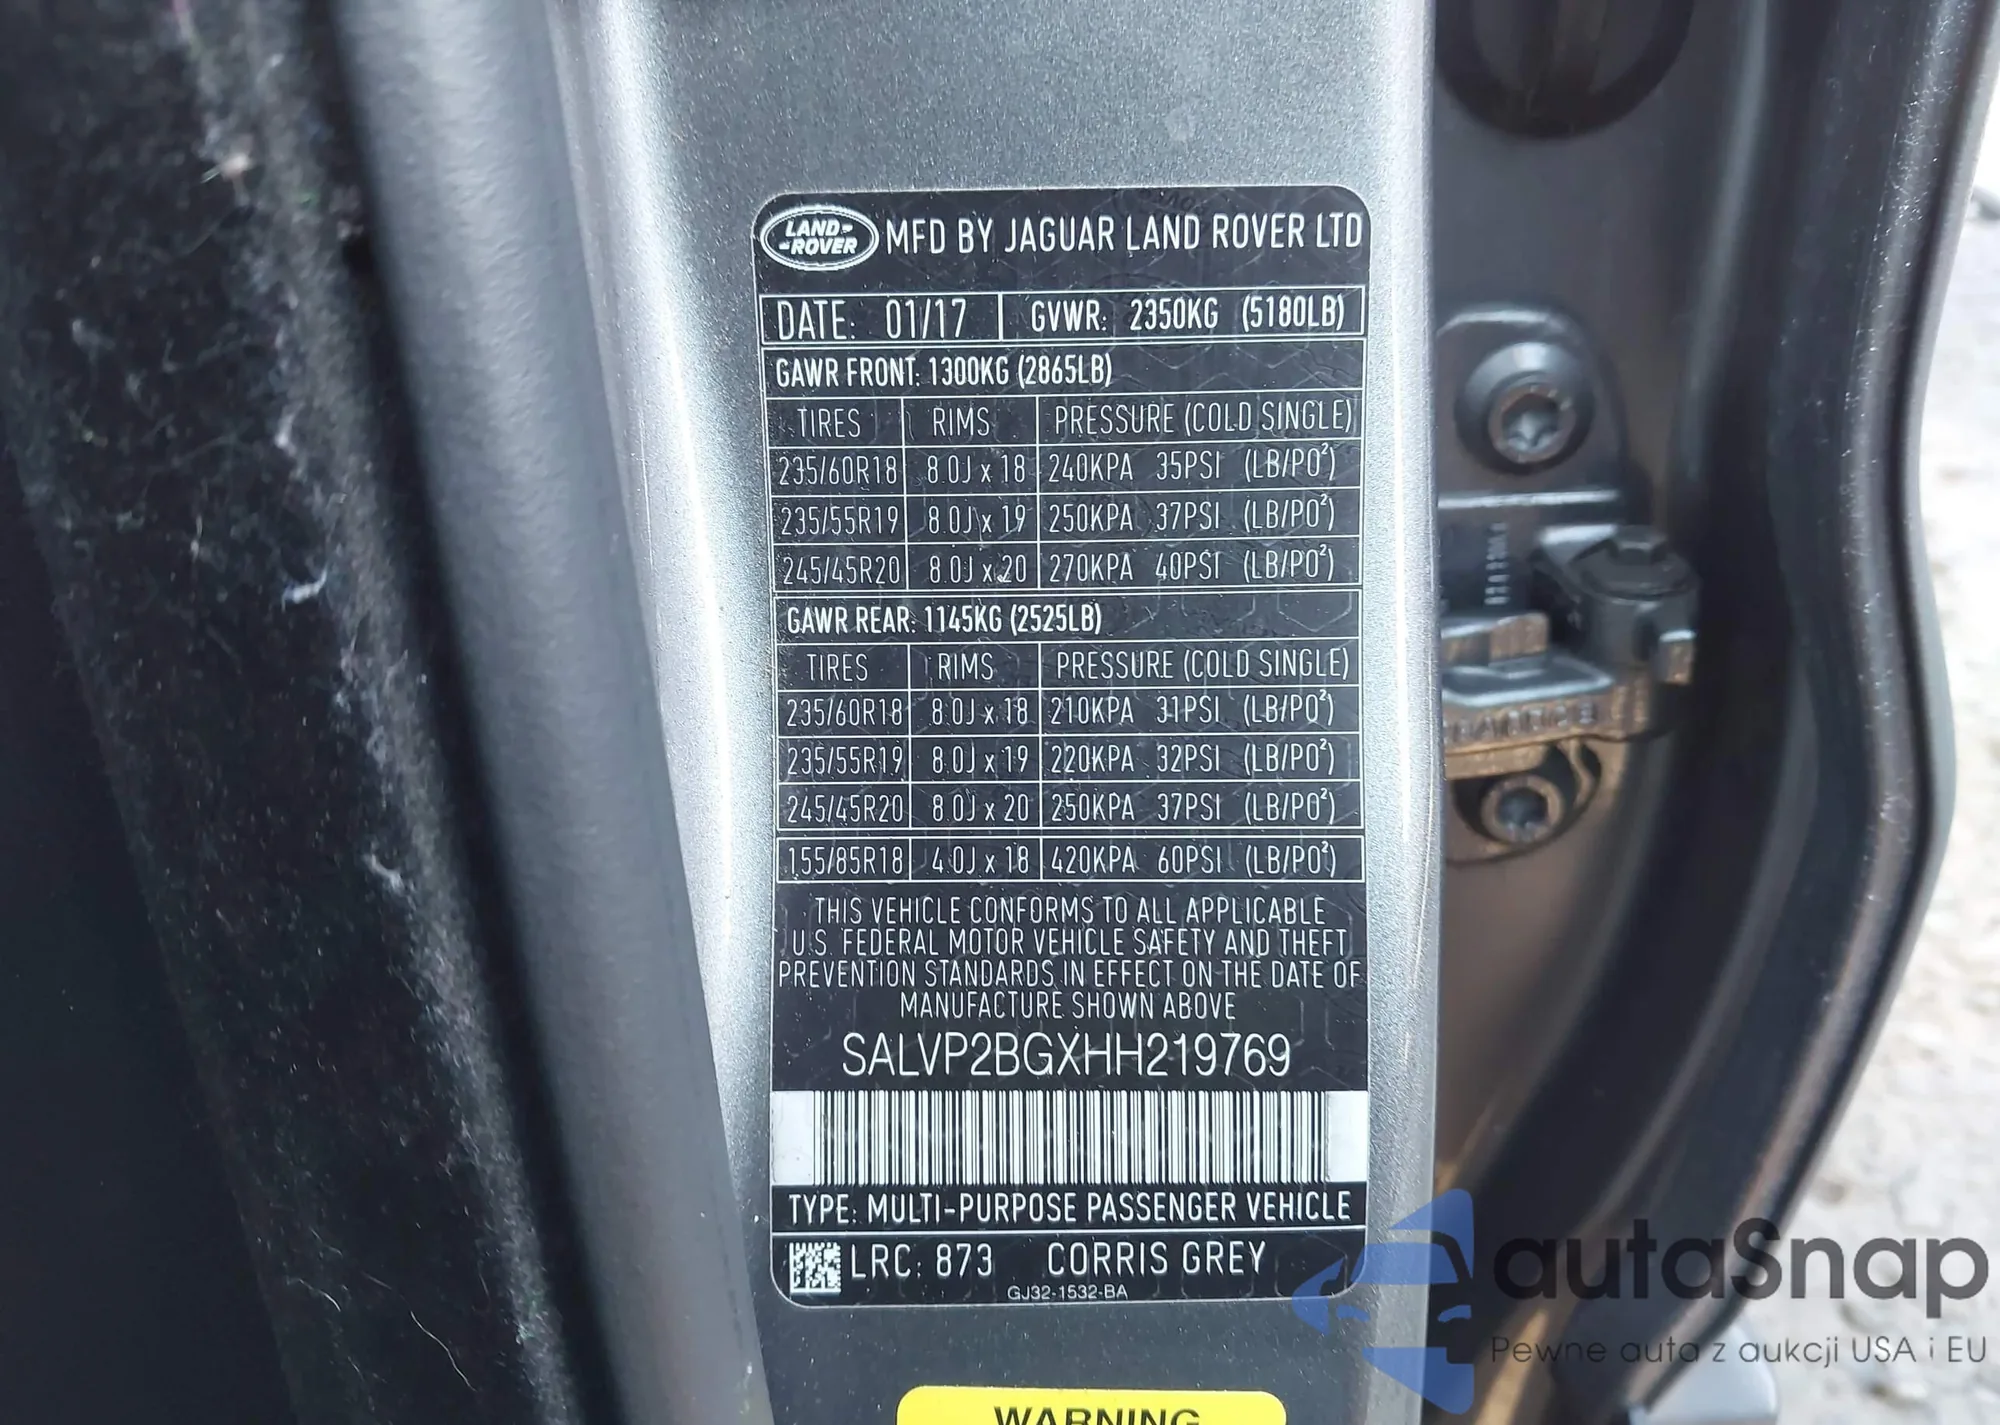 LAND-
-ROVER
MFD BY JAGUAR LAND ROVER LTD
DATE: 01/17 GVWR: 2350KG (5180LB)
GAWR FRONT: 1300KG (2865LB)
TIRES RIMS PRESSURE (COLD SINGLE)
235/60R18 8.0J x 18 240KPA 35PSI (LB/PO²)
235/55R19 8.0J x 19 250KPA 37PSI (LB/PO²)
245/45R20 8.0J x 20 270KPA 40PSI (LB/PO²)
GAWR REAR: 1145KG (2525LB)
TIRES RIMS PRESSURE (COLD SINGLE)
235/60R18 8.0J x 18 210KPA 31PSI (LB/PO²)
235/55R19 8.0J x 19 220KPA 32PSI (LB/PO²)
245/45R20 8.0J x 20 250KPA 37PSI (LB/PO²)
155/85R18 4.0J x 18 420KPA 60PSI (LB/PO²)
THIS VEHICLE CONFORMS TO ALL APPLICABLE
U.S. FEDERAL MOTOR VEHICLE SAFETY AND THEFT
PREVENTION STANDARDS IN EFFECT ON THE DATE OF
MANUFACTURE SHOWN ABOVE
SALVP2BGXHH219769
TYPE: MULTI-PURPOSE PASSENGER VEHICLE
LRC: 873 CORRIS GREY
GJ32-1532-BA
WARNING
autaSnap
Pewne auta z aukcji USA i EU